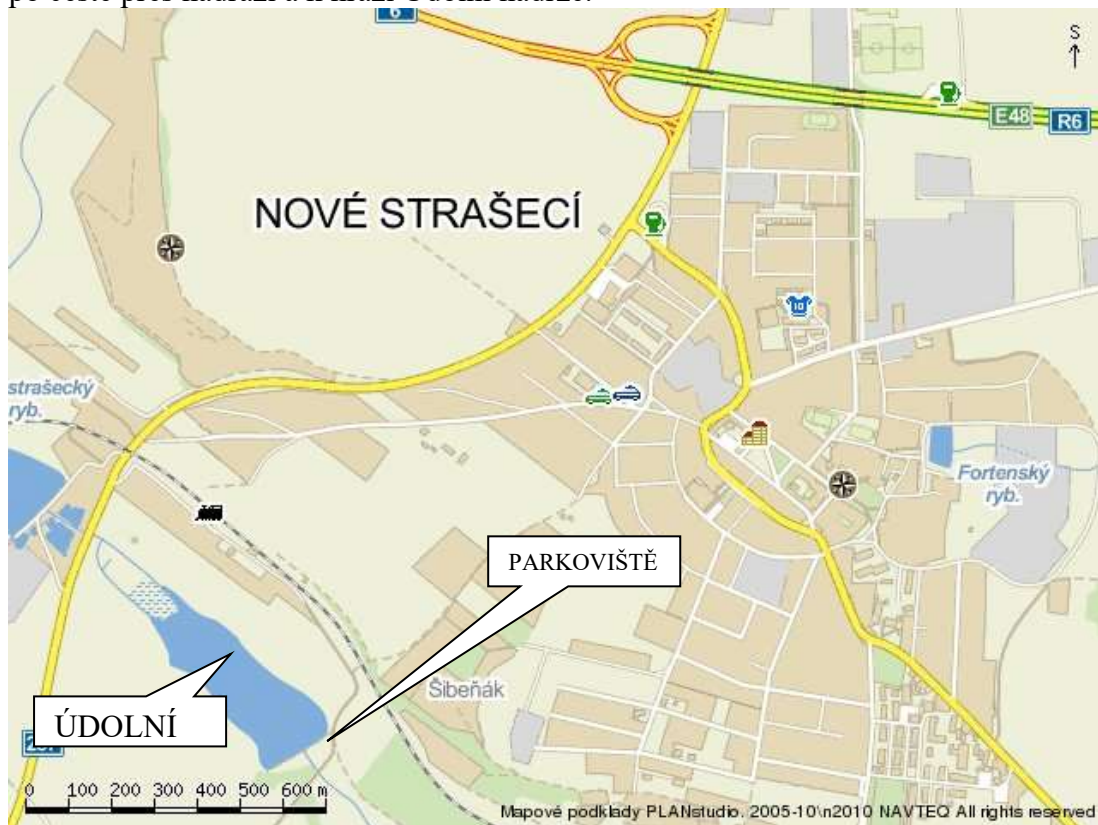 6
S
E48
R6
NOVÉ STRAŠECÍ
10
strašecký
ryb.
Fortenský
ryb.
PARKOVIŠTĚ
Šibeňák
ÚDOLNÍ
0 100 200 300 400 500 600 m
Mapové podklady PLANstudio, 2005-10\n2010 NAVTEQ All rights reserved